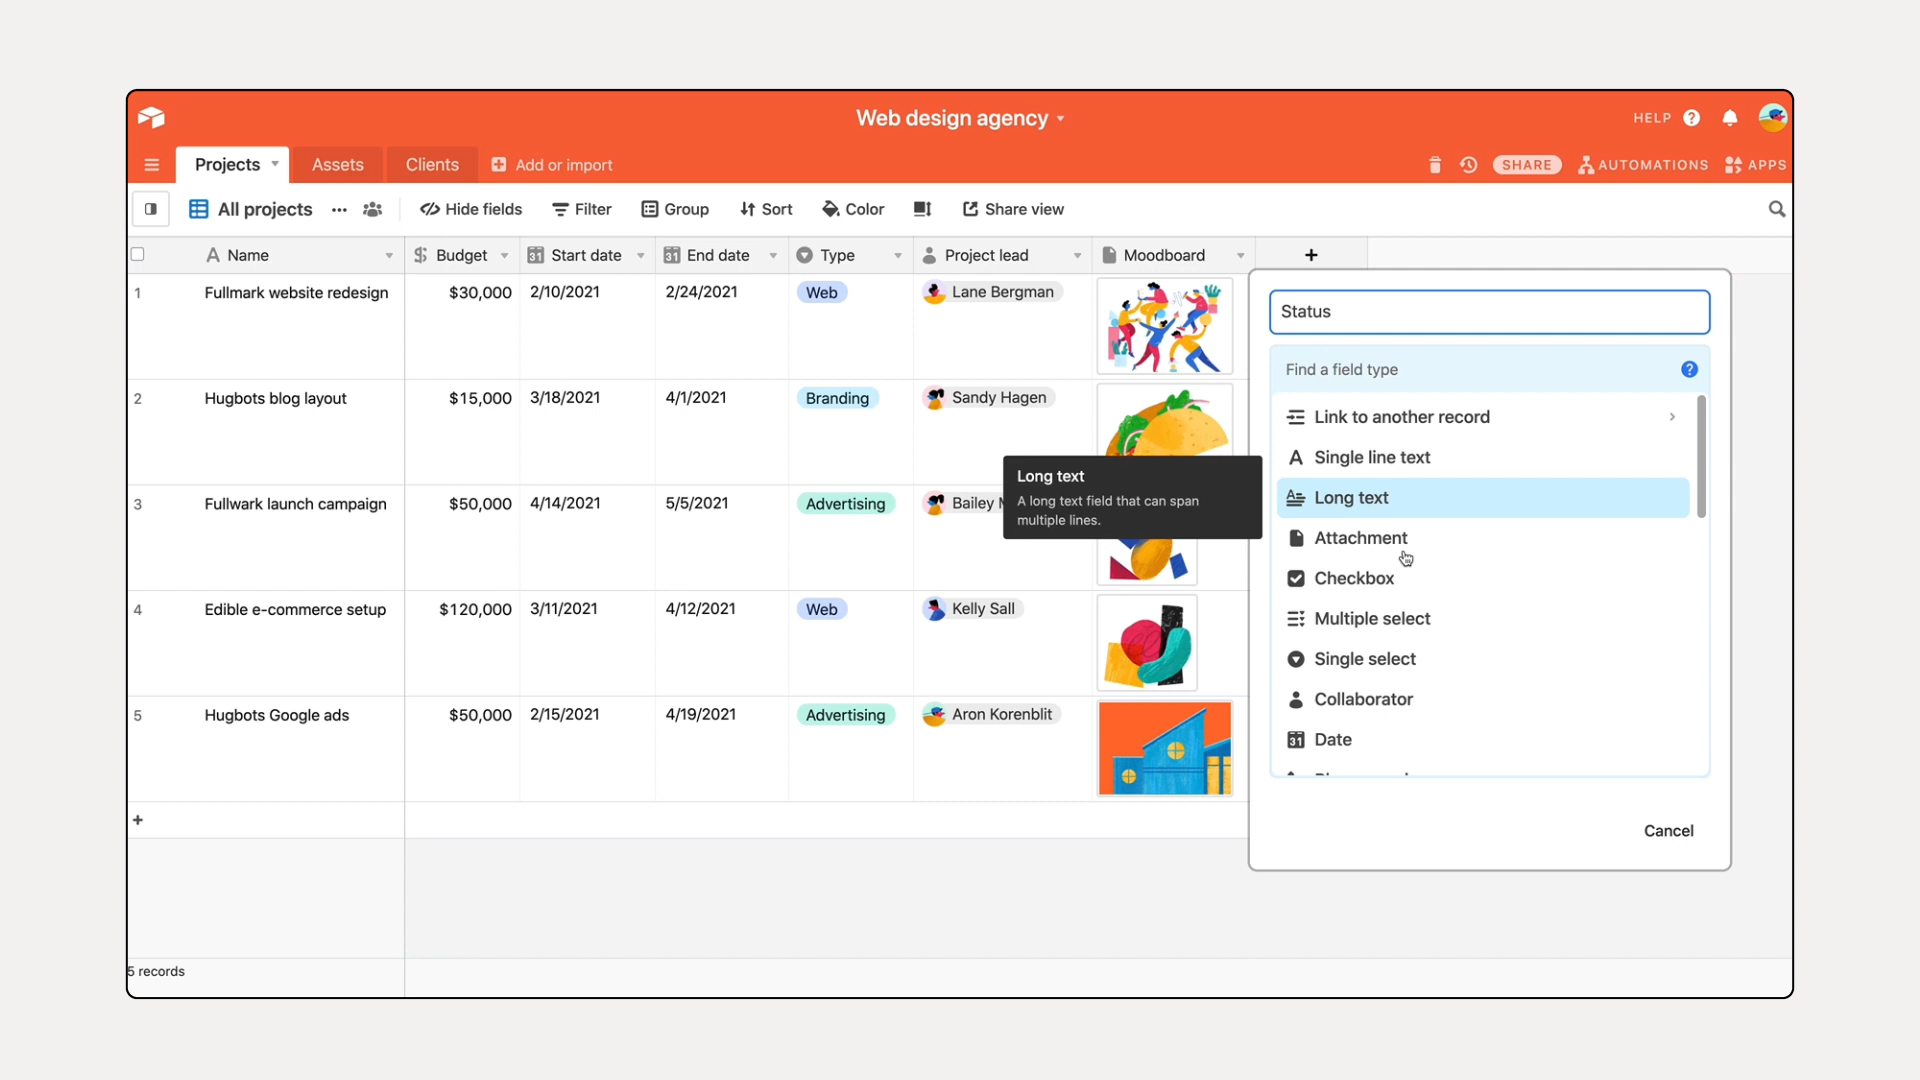 Web design agency
HELP
Projects
Assets
Clients
Add or import
SHARE
AUTOMATIONS
APPS
All projects
Hide fields
Filter
Group
Sort
Color
Share view
Name
Budget
Start date
End date
Type
Project lead
Moodboard
1
Fullmark website redesign
$30,000
2/10/2021
2/24/2021
Web
Lane Bergman
2
Hugbots blog layout
$15,000
3/18/2021
4/1/2021
Branding
Sandy Hagen
3
Fullwark launch campaign
$50,000
4/14/2021
5/5/2021
Advertising
Bailey
4
Edible e-commerce setup
$120,000
3/11/2021
4/12/2021
Web
Kelly Sall
5
Hugbots Google ads
$50,000
2/15/2021
4/19/2021
Advertising
Aron Korenblit
5 records
Long text
A long text field that can span
multiple lines.
Status
Find a field type
Link to another record
Single line text
Long text
Attachment
Checkbox
Multiple select
Single select
Collaborator
Date
Cancel